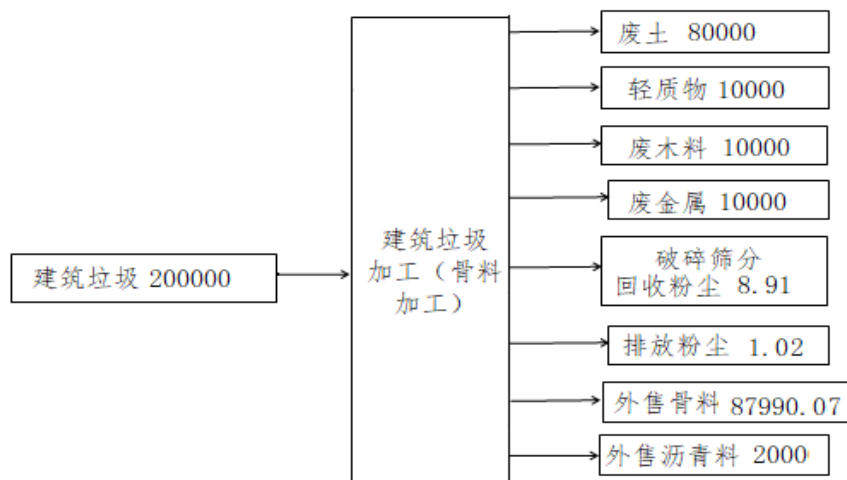 废土 80000
轻质物 10000
废木料 10000
废金属 10000
建筑垃圾 200000
建筑垃圾
加工（骨料
加工）
破碎筛分
回收粉尘 8.91
排放粉尘 1.02
外售骨料 87990.07
外售沥青料 2000